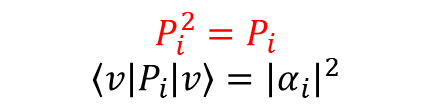 P_i^2 = P_i
⟨v|P_i|v⟩ = |α_i|^2